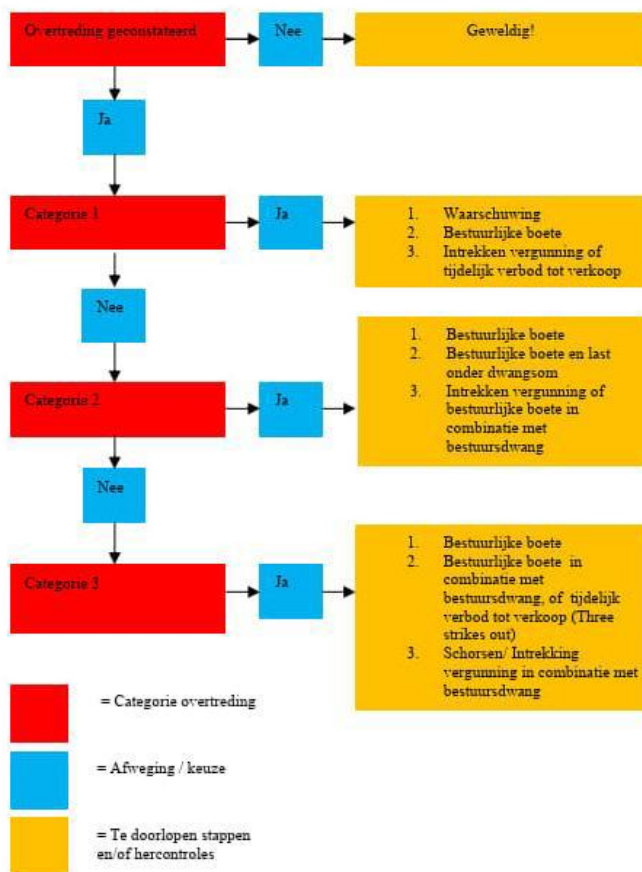 Overtreding geconstateerd
Nee
Geweldig!
Ja
Categorie 1
Ja
1. Waarschuwing
2. Bestuurlijke boete
3. Intrekken vergunning of
tijdelijk verbod tot verkoop
Nee
Categorie 2
Ja
1. Bestuurlijke boete
2. Bestuurlijke boete en last
onder dwangsom
3. Intrekken vergunning of
bestuurlijke boete in
combinatie met
bestuursdwang
Nee
Categorie 3
Ja
1. Bestuurlijke boete
2. Bestuurlijke boete in
combinatie met
bestuursdwang, of tijdelijk
verbod tot verkoop (Three
strikes out)
3. Schorsen/ Intrekking
vergunning in combinatie met
bestuursdwang
= Categorie overtreding
= Afweging / keuze
= Te doorlopen stappen
en/of hercontroles